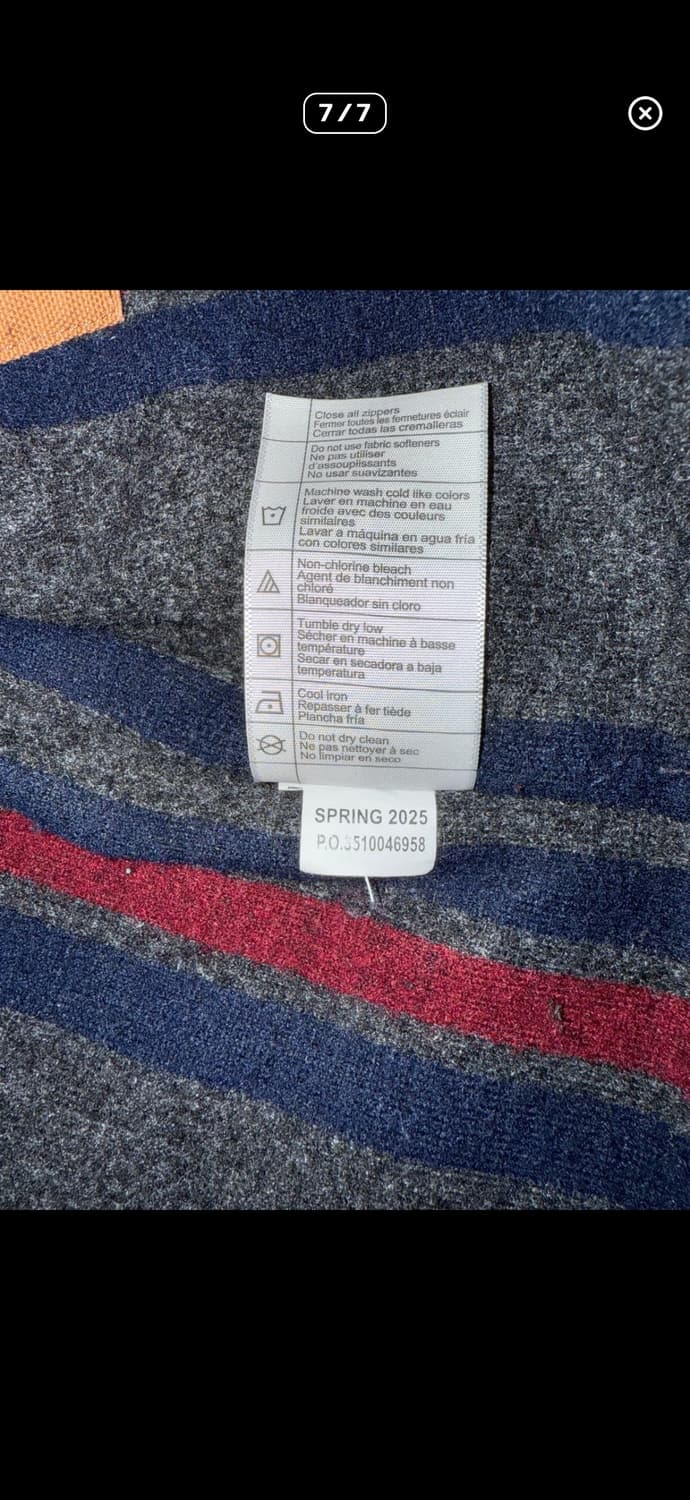 7/7
Close all zippers
Fermer toutes les fermetures éclair
Cerrar todas las cremalleras
Do not use fabric softeners
Ne pas utiliser
d'assouplissants
No usar suavizantes
Machine wash cold like colors
Laver en machine en eau
froide avec des couleurs
similaires
Lavar a máquina en agua fría
con colores similares
Non-chlorine bleach
Agent de blanchiment non
chloré
Blanqueador sin cloro
Tumble dry low
Sécher en machine à basse
température
Secar en secadora a baja
temperatura
Cool iron
Repasser à fer tiède
Plancha fría
Do not dry clean
Ne pas nettoyer à sec
No limpiar en seco
SPRING 2025
P.O.5510046958